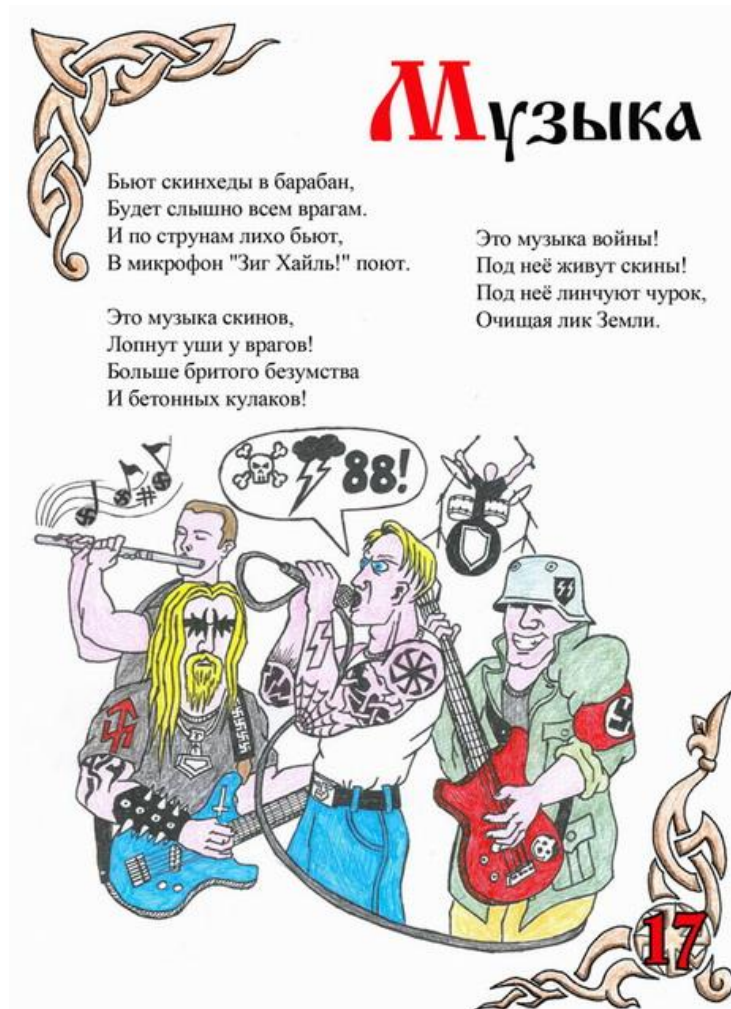 Музыка
Бьют скинхеды в барабан,
Будет слышно всем врагам.
И по струнам лихо бьют,
В микрофон "Зиг Хайль!" поют.
Это музыка скинов,
Лопнут уши у врагов!
Больше бритого безумства
И бетонных кулаков!
Это музыка войны!
Под неё живут скины!
Под неё линчуют чурок,
Очищая лик Земли.
88!
17